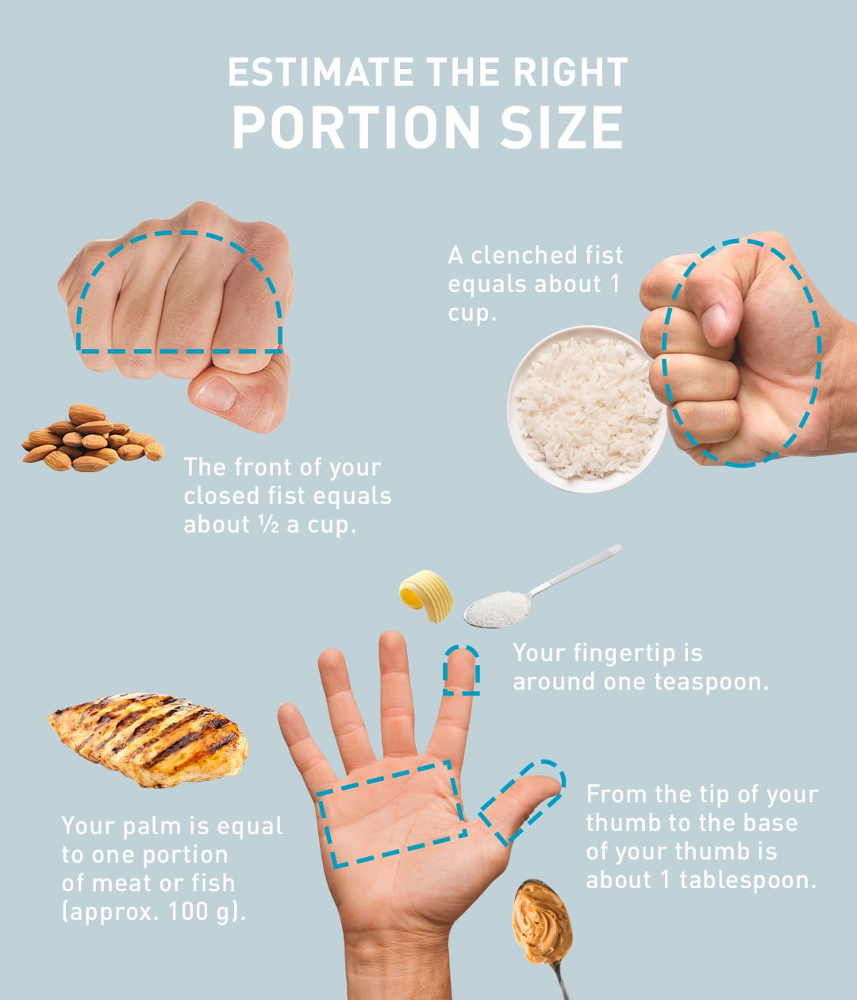 ESTIMATE THE RIGHT
PORTION SIZE
A clenched fist
equals about 1
cup.
The front of your
closed fist equals
about ½ a cup.
Your fingertip is
around one teaspoon.
From the tip of your
thumb to the base
of your thumb is
about 1 tablespoon.
Your palm is equal
to one portion
of meat or fish
(approx. 100 g).